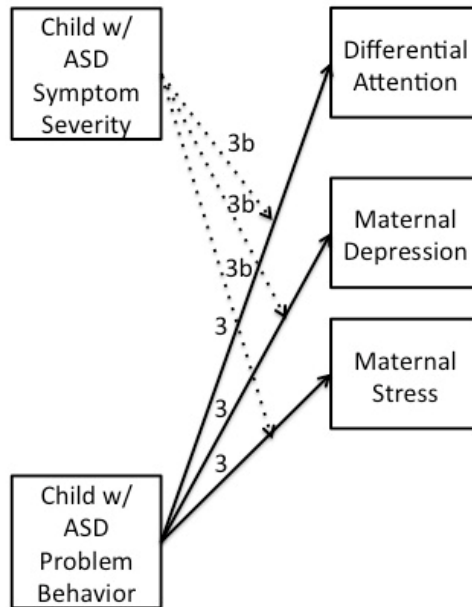 Child w/
ASD
Symptom
Severity
Differential
Attention
3b
3b
Maternal
Depression
3b
3
Maternal
Stress
3
3
Child w/
ASD
Problem
Behavior